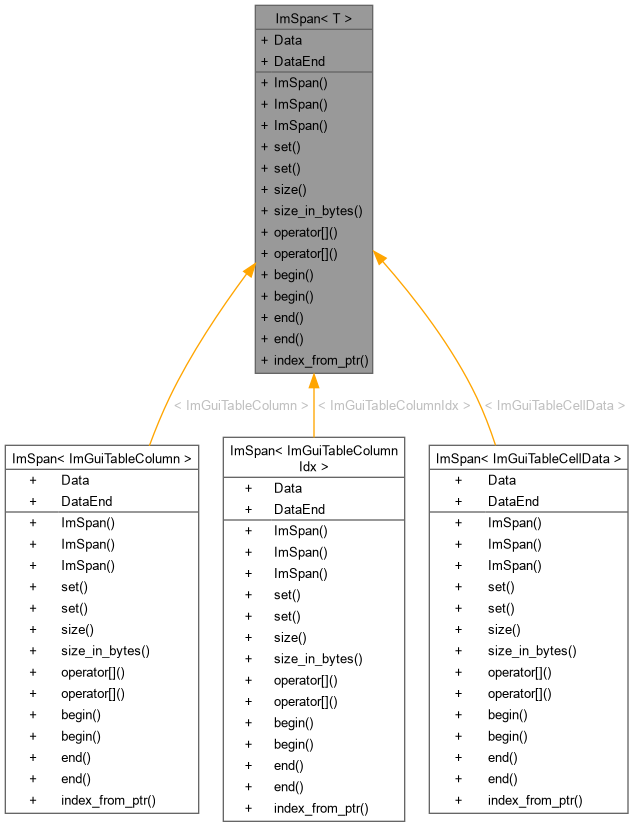 ImSpan< T >
+ Data
+ DataEnd
+ ImSpan()
+ ImSpan()
+ ImSpan()
+ set()
+ set()
+ size()
+ size_in_bytes()
+ operator[]()
+ operator[]()
+ begin()
+ begin()
+ end()
+ end()
+ index_from_ptr()
< ImGuiTableColumn >
< ImGuiTableColumnIdx >
< ImGuiTableCellData >
ImSpan< ImGuiTableColumn >
+ Data
+ DataEnd
+ ImSpan()
+ ImSpan()
+ ImSpan()
+ set()
+ set()
+ size()
+ size_in_bytes()
+ operator[]()
+ operator[]()
+ begin()
+ begin()
+ end()
+ end()
+ index_from_ptr()
ImSpan< ImGuiTableColumn
Idx >
+ Data
+ DataEnd
+ ImSpan()
+ ImSpan()
+ ImSpan()
+ set()
+ set()
+ size()
+ size_in_bytes()
+ operator[]()
+ operator[]()
+ begin()
+ begin()
+ end()
+ end()
+ index_from_ptr()
ImSpan< ImGuiTableCellData >
+ Data
+ DataEnd
+ ImSpan()
+ ImSpan()
+ ImSpan()
+ set()
+ set()
+ size()
+ size_in_bytes()
+ operator[]()
+ operator[]()
+ begin()
+ begin()
+ end()
+ end()
+ index_from_ptr()